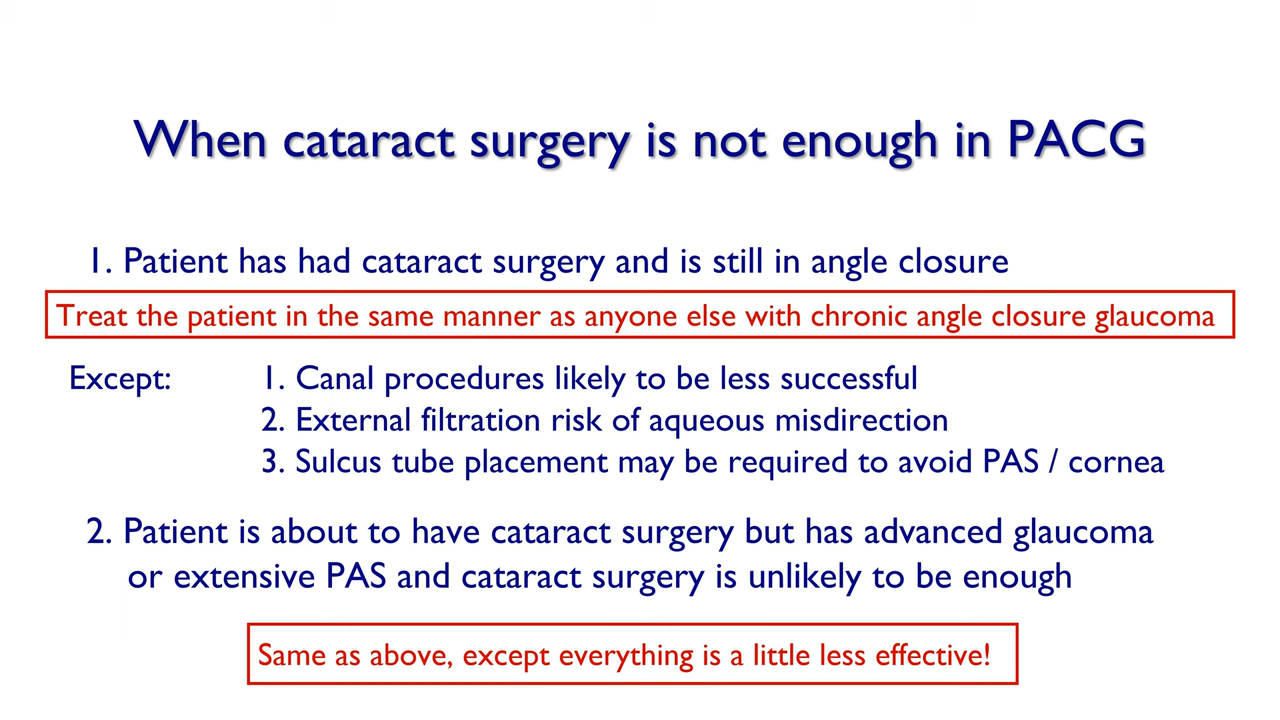 When cataract surgery is not enough in PACG
1. Patient has had cataract surgery and is still in angle closure
Treat the patient in the same manner as anyone else with chronic angle closure glaucoma
Except: 1. Canal procedures likely to be less successful
2. External filtration risk of aqueous misdirection
3. Sulcus tube placement may be required to avoid PAS / cornea
2. Patient is about to have cataract surgery but has advanced glaucoma
or extensive PAS and cataract surgery is unlikely to be enough
Same as above, except everything is a little less effective!